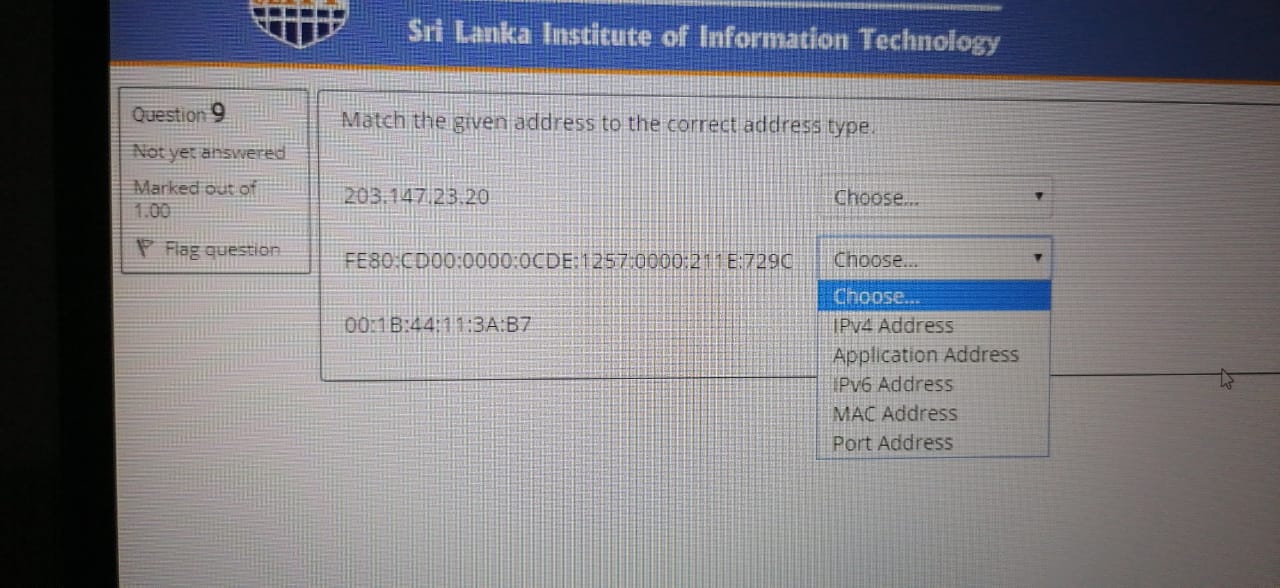 Sri Lanka Institute of Information Technology
Question 9
Not yet answered
Marked out of
1.00
Flag question
Match the given address to the correct address type.
203.147.23.20
Choose...
FE80:CD00:0000:0CDE:1257:0000:211E:729C
Choose...
00:1B:44:11:3A:B7
Choose...
IPv4 Address
Application Address
IPv6 Address
MAC Address
Port Address